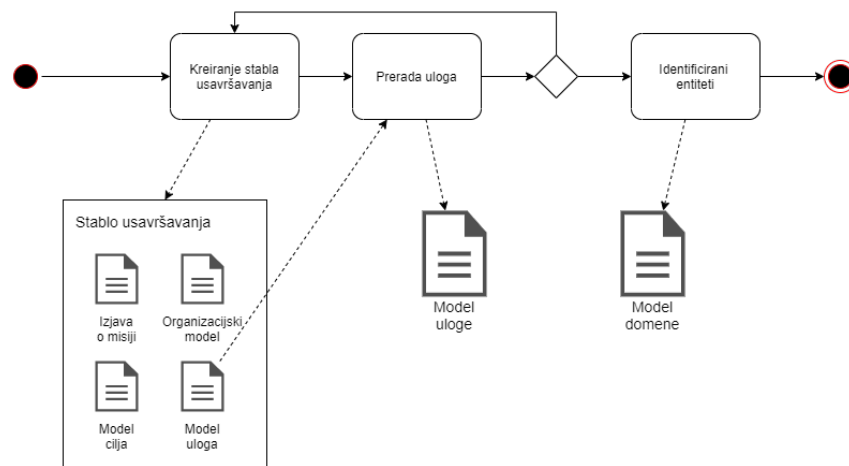 Kreiranje stabla
usavršavanja
Prerada uloga
Identificirani
entiteti
Stablo usavršavanja
Izjava
o misiji
Organizacijski
model
Model
cilja
Model
uloga
Model
uloge
Model
domene